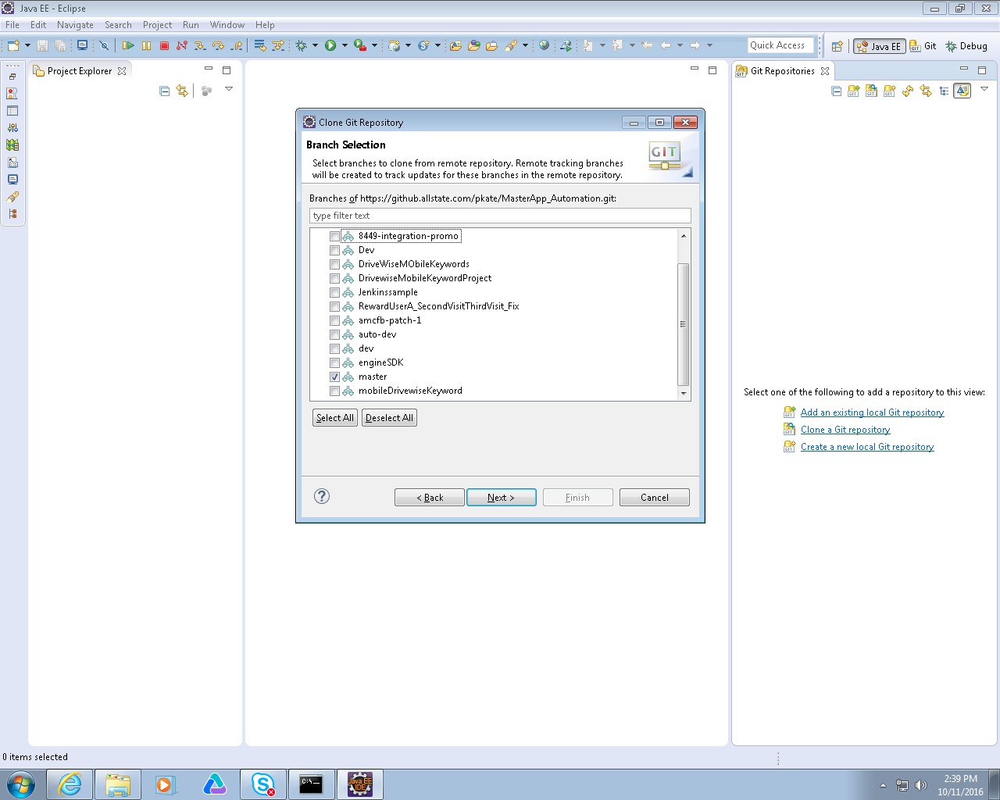 Java EE - Eclipse
File Edit Navigate Search Project Run Window Help
Quick Access
Java EE
Git
Debug
Project Explorer
Git Repositories
Clone Git Repository
Branch Selection
Select branches to clone from remote repository. Remote tracking branches
will be created to track updates for these branches in the remote repository.
GIT
Branches of https://github.allstate.com/pkate/MasterApp_Automation.git:
type filter text
8449-integration-promo
Dev
DriveWiseMObileKeywords
DrivewiseMobileKeywordProject
Jenkinssample
RewardUserA_SecondVisitThirdVisit_Fix
amcfb-patch-1
auto-dev
dev
engineSDK
master
mobileDrivewiseKeyword
Select All
Deselect All
< Back
Next >
Finish
Cancel
Select one of the following to add a repository to this view:
Add an existing local Git repository
Clone a Git repository
Create a new local Git repository
0 items selected
C:\_
Java EE
IDE
2:39 PM
10/11/2016